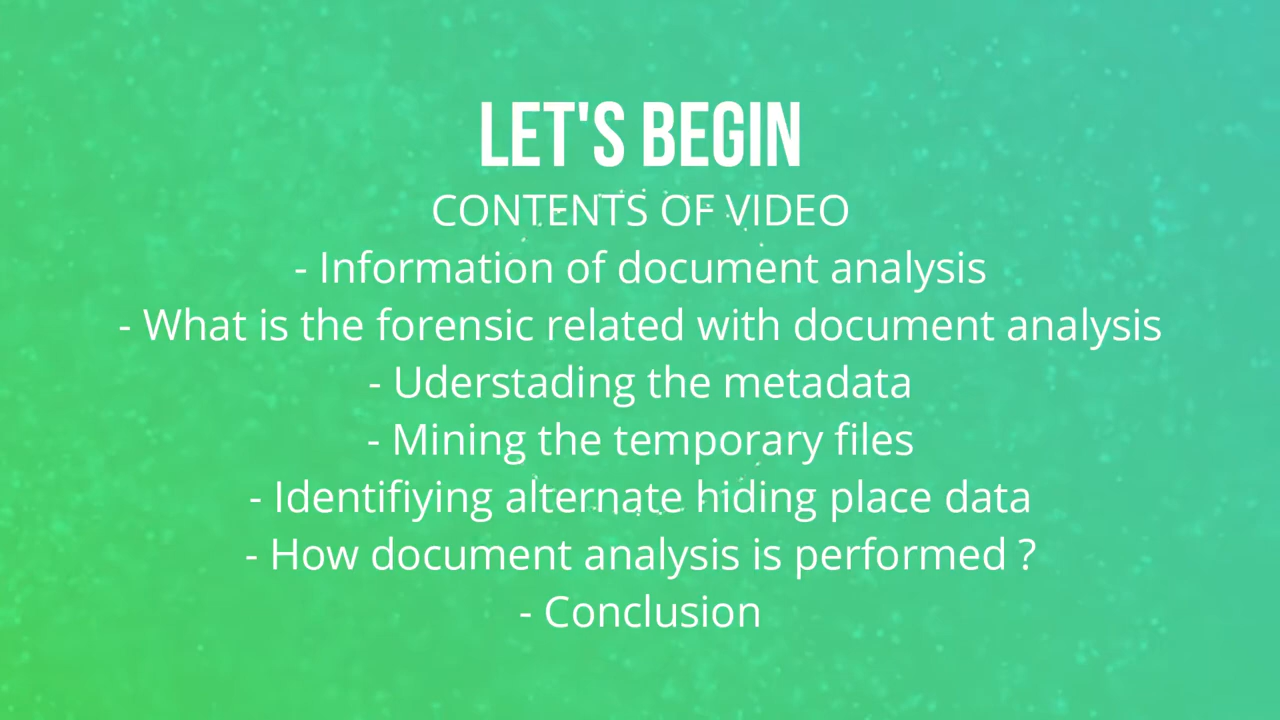 LET'S BEGIN
CONTENTS OF VIDEO
- Information of document analysis
- What is the forensic related with document analysis
- Uderstading the metadata
- Mining the temporary files
- Identifiying alternate hiding place data
- How document analysis is performed ?
- Conclusion